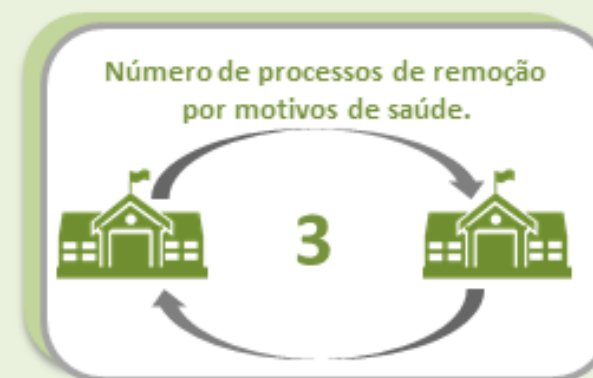 Número de processos de remoção
por motivos de saúde.
3